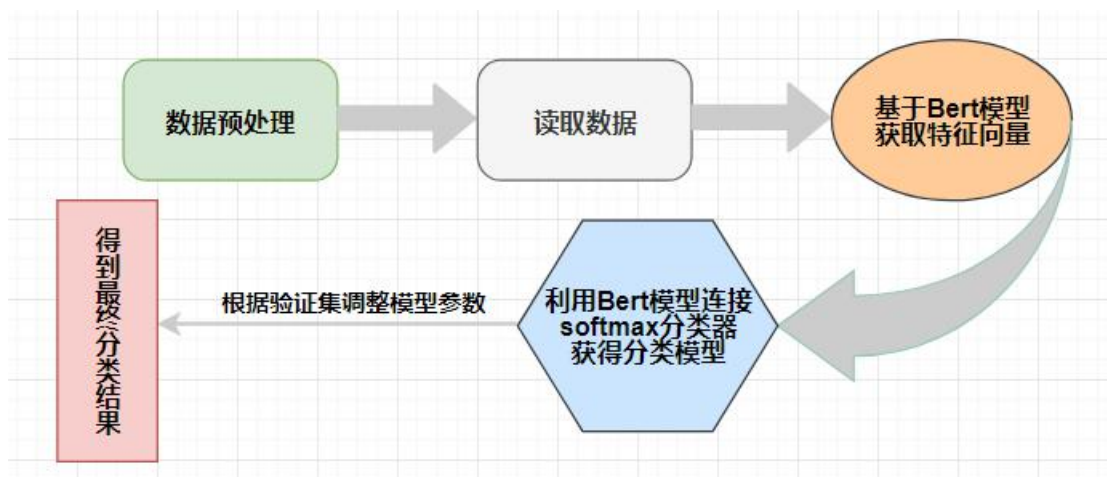 数据预处理
读取数据
基于Bert模型
获取特征向量
利用Bert模型连接
softmax分类器
获得分类模型
根据验证集调整模型参数
得到最终分类结果